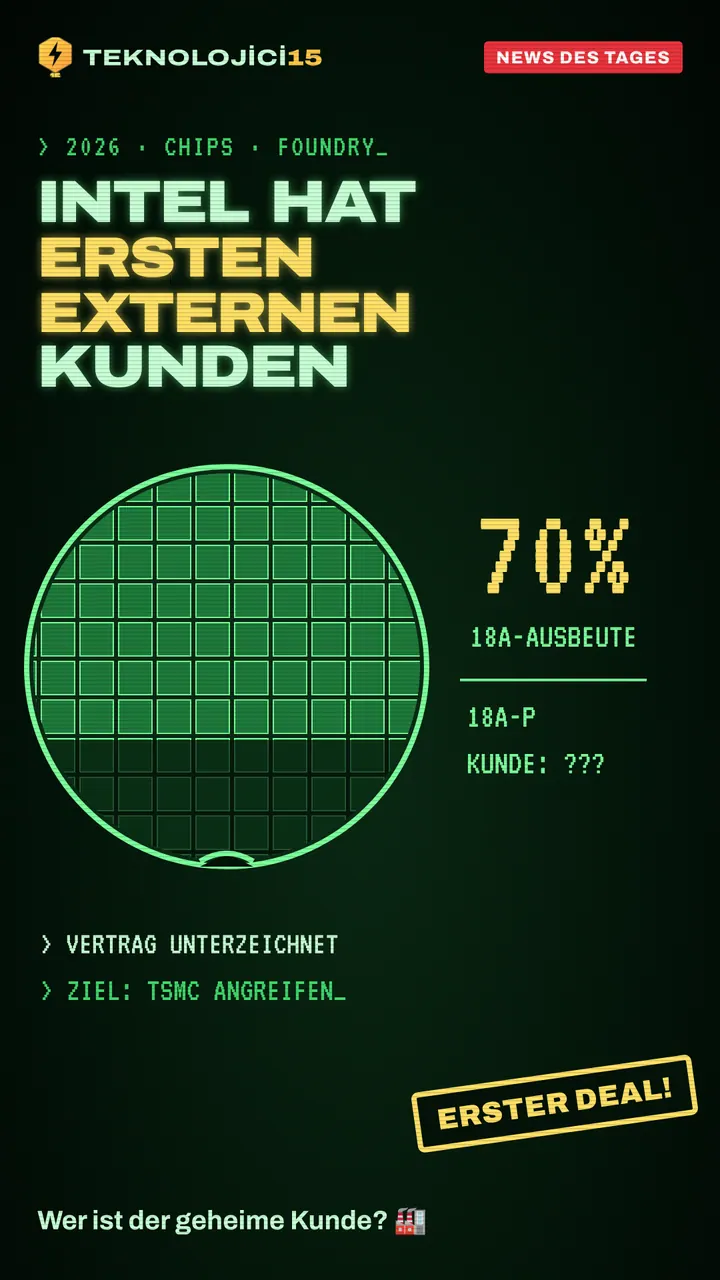 TEKNOLOJİCİ15
NEWS DES TAGES
> 2026 · CHIPS · FOUNDRY_
INTEL HAT
ERSTEN
EXTERNEN
KUNDEN
70%
18A-AUSBEUTE
18A-P
KUNDE: ???
> VERTRAG UNTERZEICHNET
> ZIEL: TSMC ANGREIFEN_
ERSTER DEAL!
Wer ist der geheime Kunde? 🏭